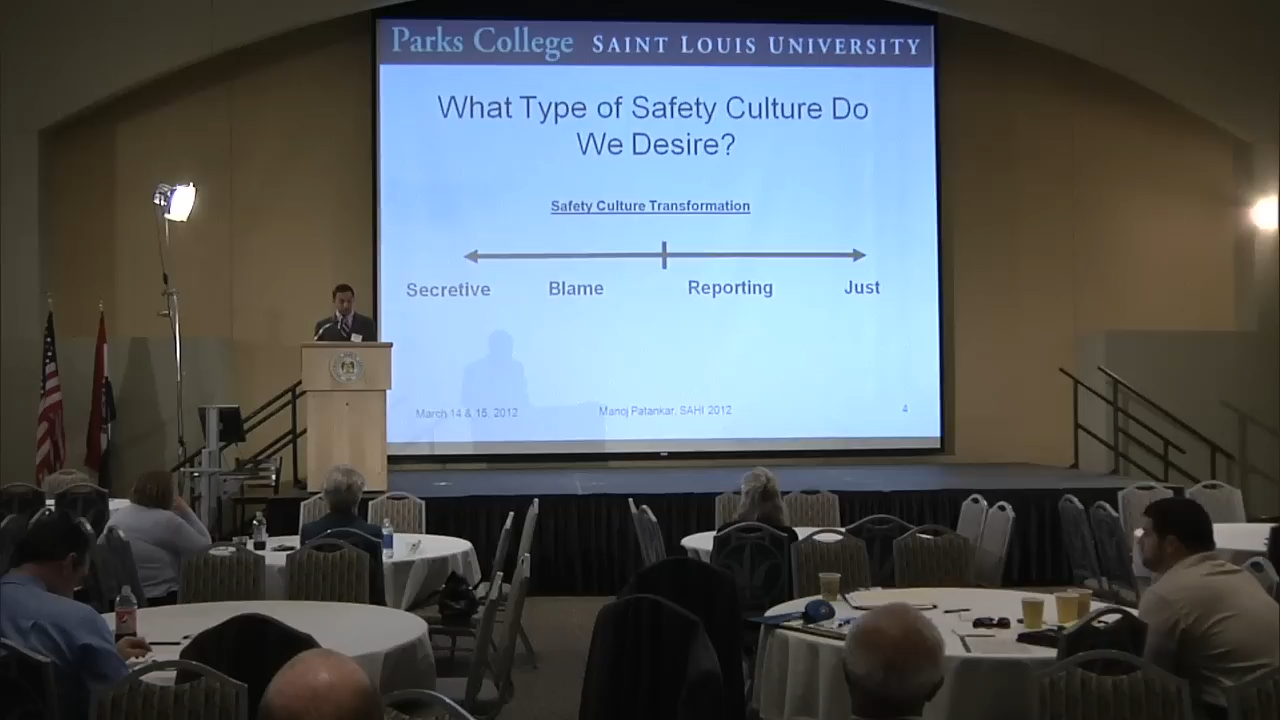 Parks College SAINT LOUIS UNIVERSITY
What Type of Safety Culture Do
We Desire?
Safety Culture Transformation
Secretive Blame Reporting Just
March 14 & 15, 2012 Manoj Patankar, SAHI 2012 4